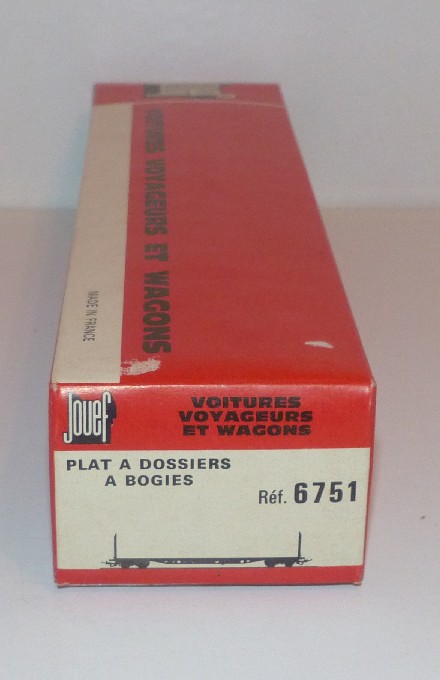 VOITURES VOYAGEURS ET WAGONS
MADE IN FRANCE
Jouef
VOITURES
VOYAGEURS
ET WAGONS
PLAT A DOSSIERS
A BOGIES
Réf. 6751